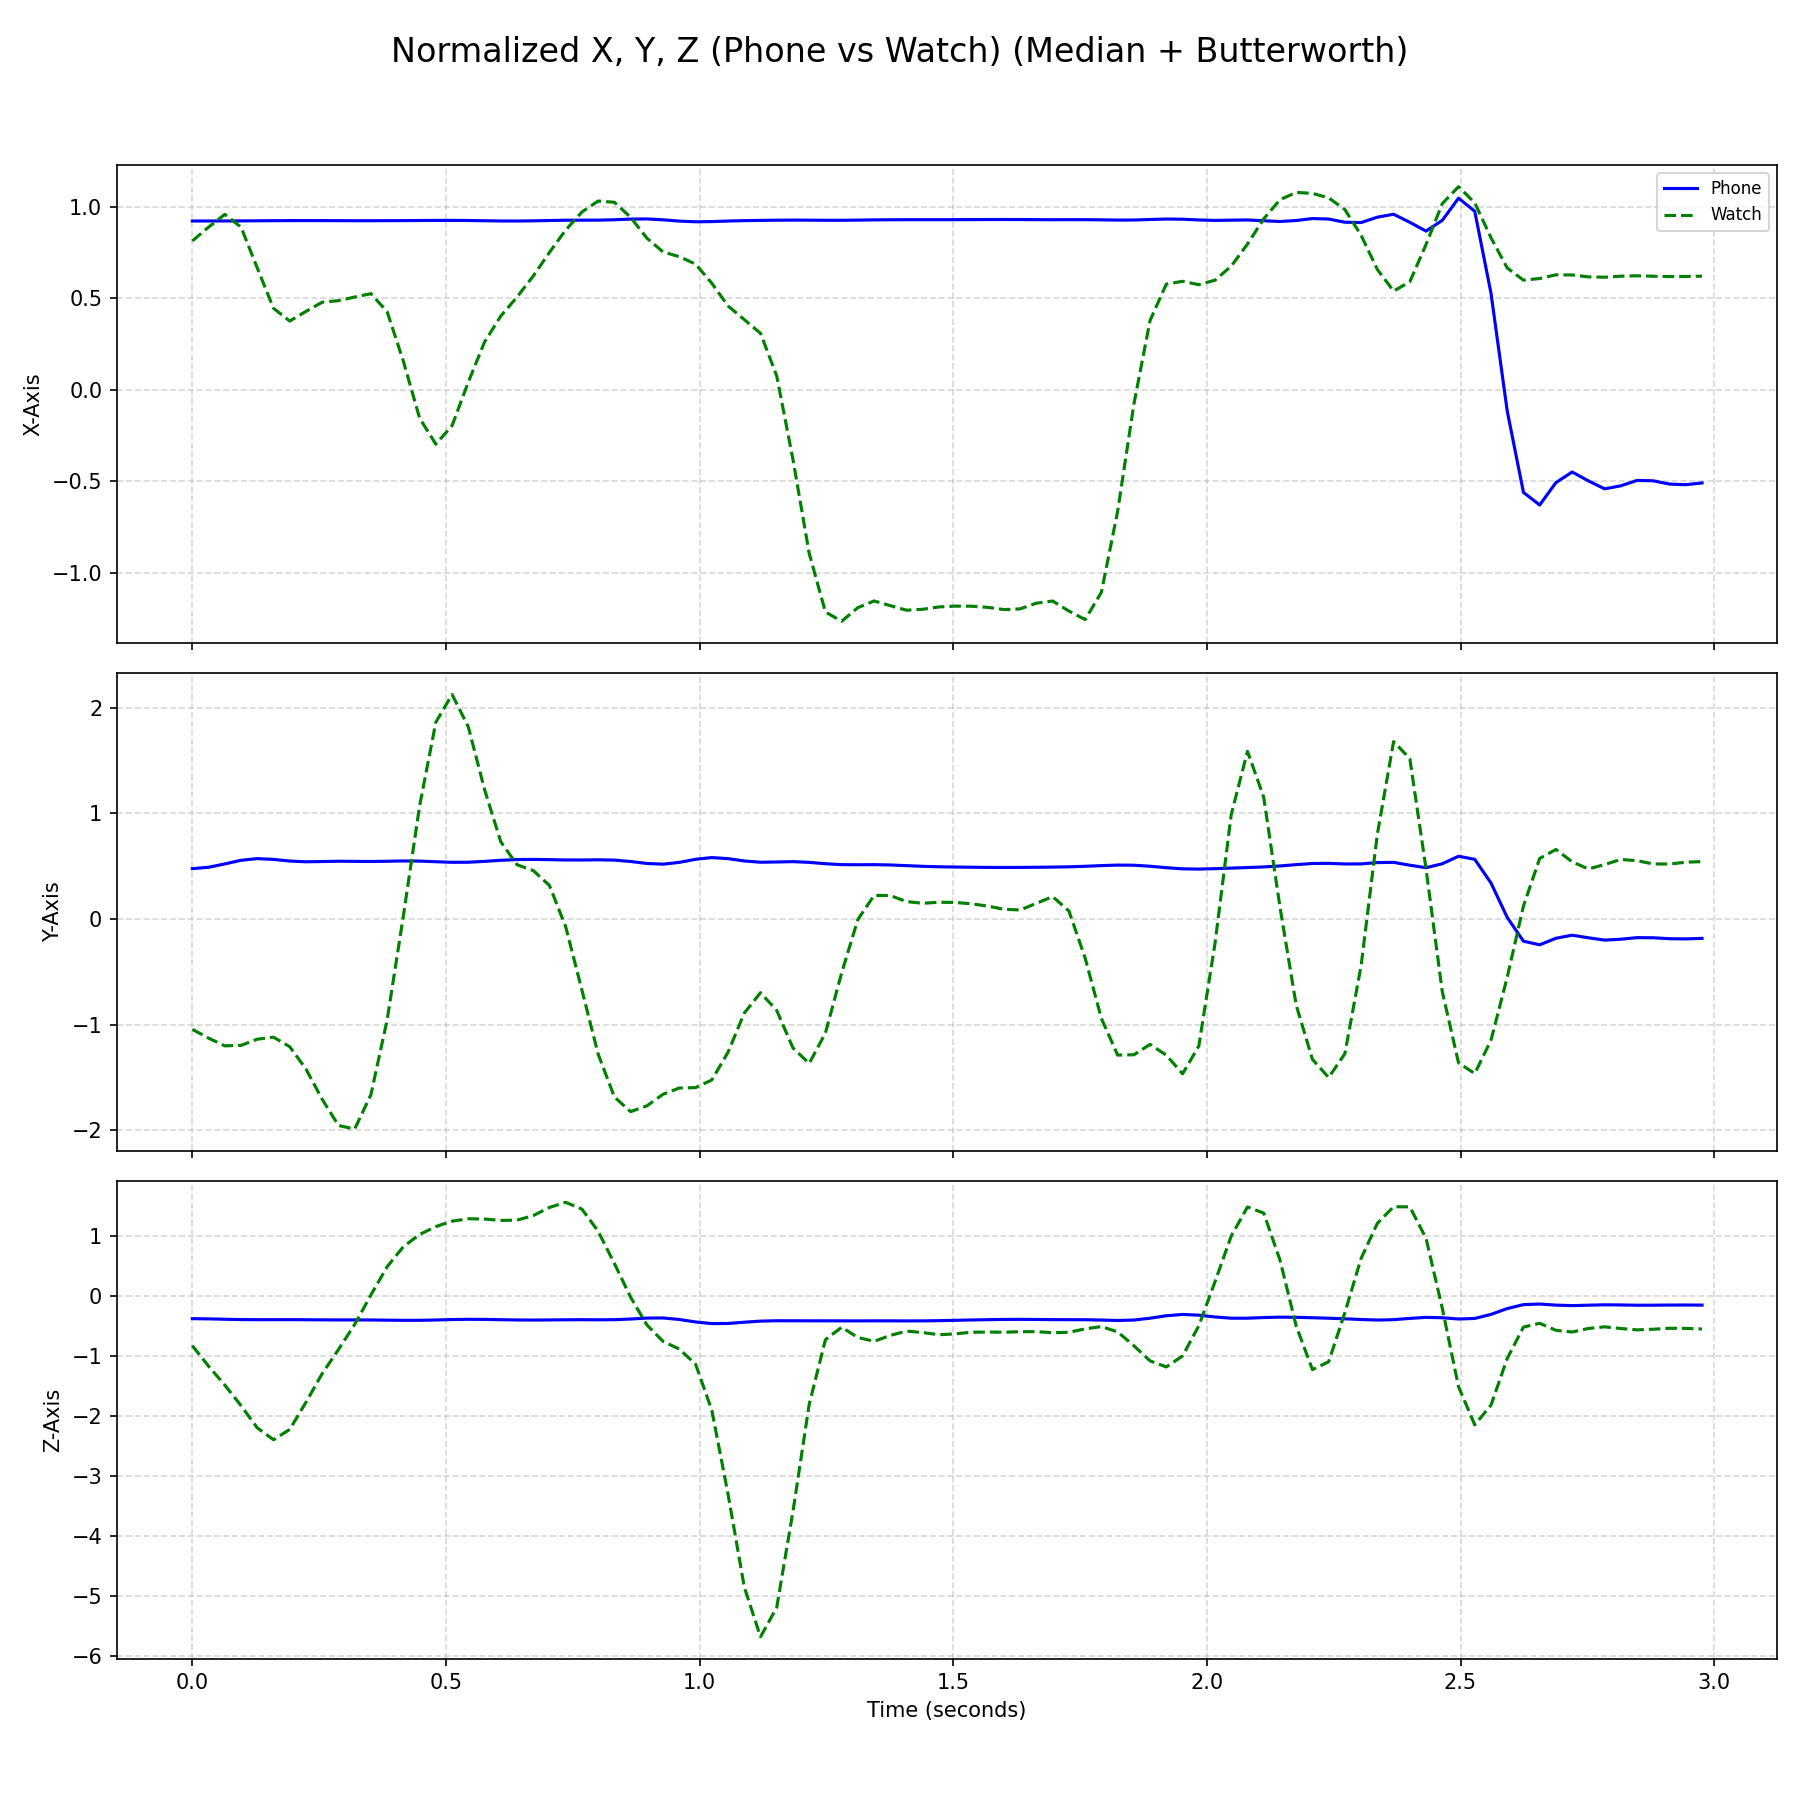 Normalized X, Y, Z (Phone vs Watch) (Median + Butterworth)
Phone
Watch
1.0
0.5
0.0
−0.5
−1.0
X-Axis
2
1
0
−1
−2
Y-Axis
1
0
−1
−2
−3
−4
−5
−6
Z-Axis
0.0 0.5 1.0 1.5 2.0 2.5 3.0
Time (seconds)